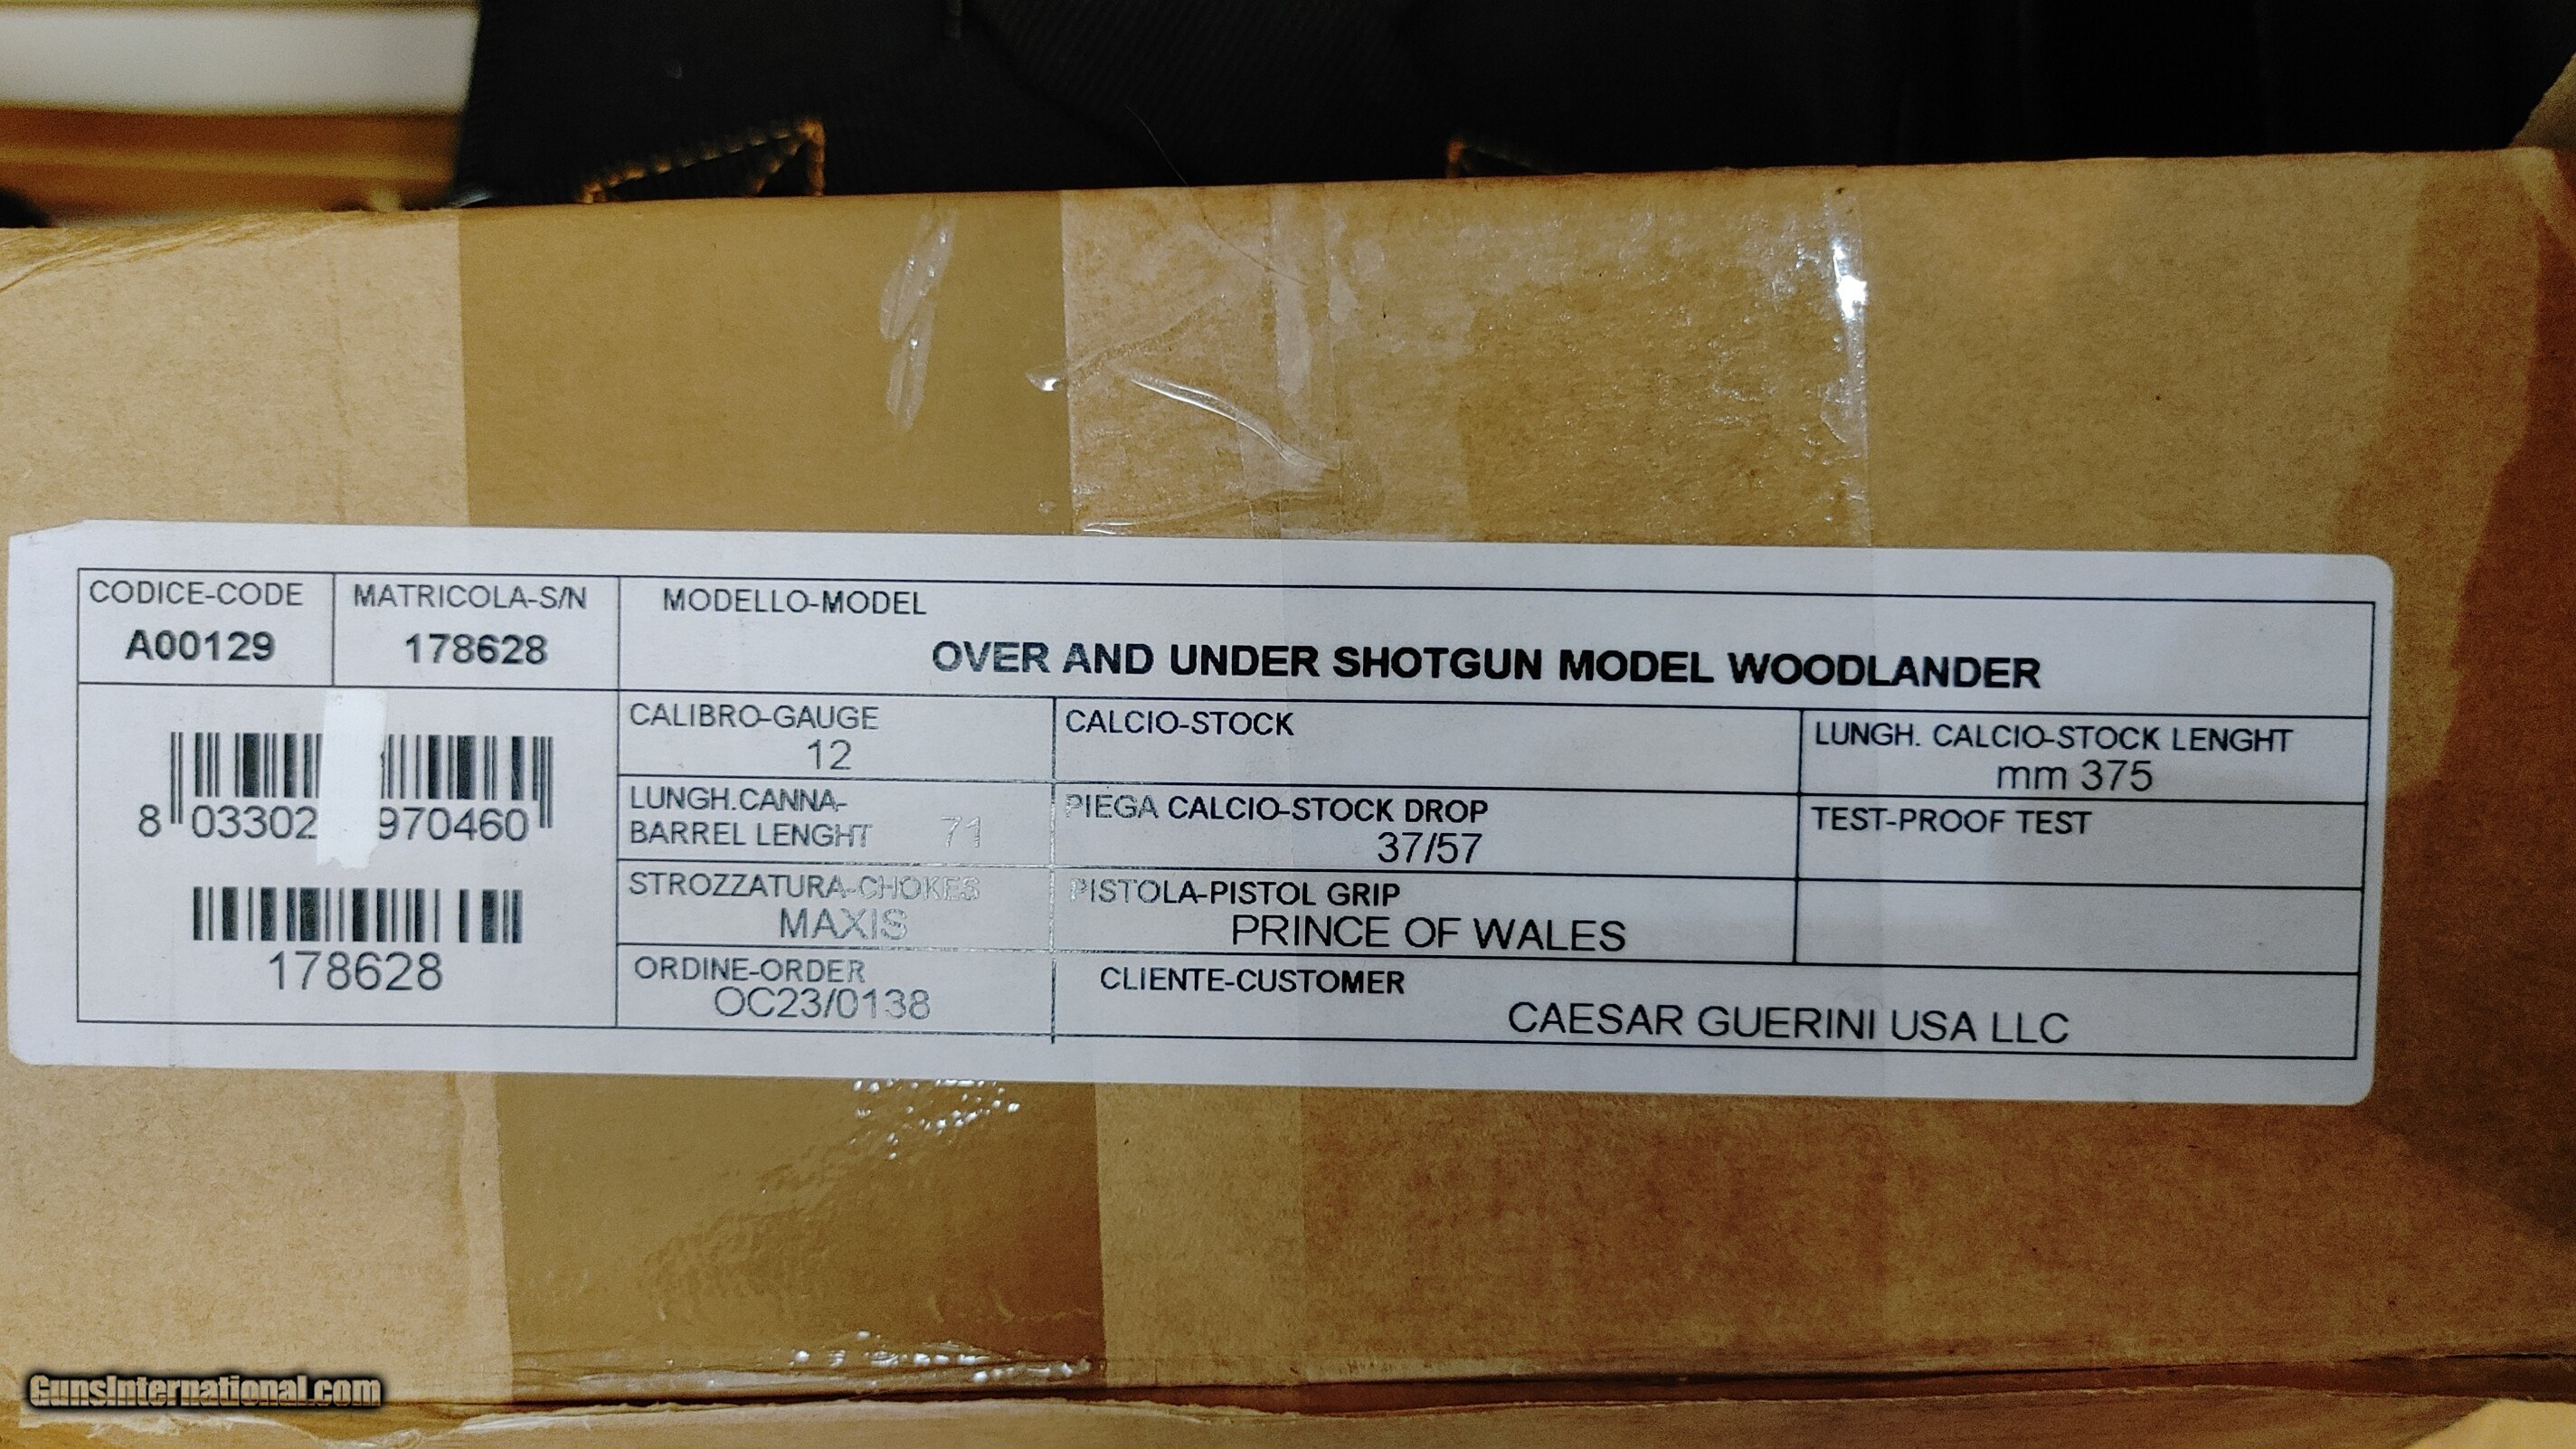 CODICE-CODE
A00129
MATRICOLA-S/N
178628
MODELLO-MODEL
OVER AND UNDER SHOTGUN MODEL WOODLANDER
8 03302 970460
178628
CALIBRO-GAUGE
12
CALCIO-STOCK
LUNGH. CALCIO-STOCK LENGHT
mm 375
LUNGH.CANNA-
BARREL LENGHT 71
PIEGA CALCIO-STOCK DROP
37/57
TEST-PROOF TEST
STROZZATURA-CHOKES
MAXIS
PISTOLA-PISTOL GRIP
PRINCE OF WALES
ORDINE-ORDER
OC23/0138
CLIENTE-CUSTOMER
CAESAR GUERINI USA LLC
GunsInternational.com